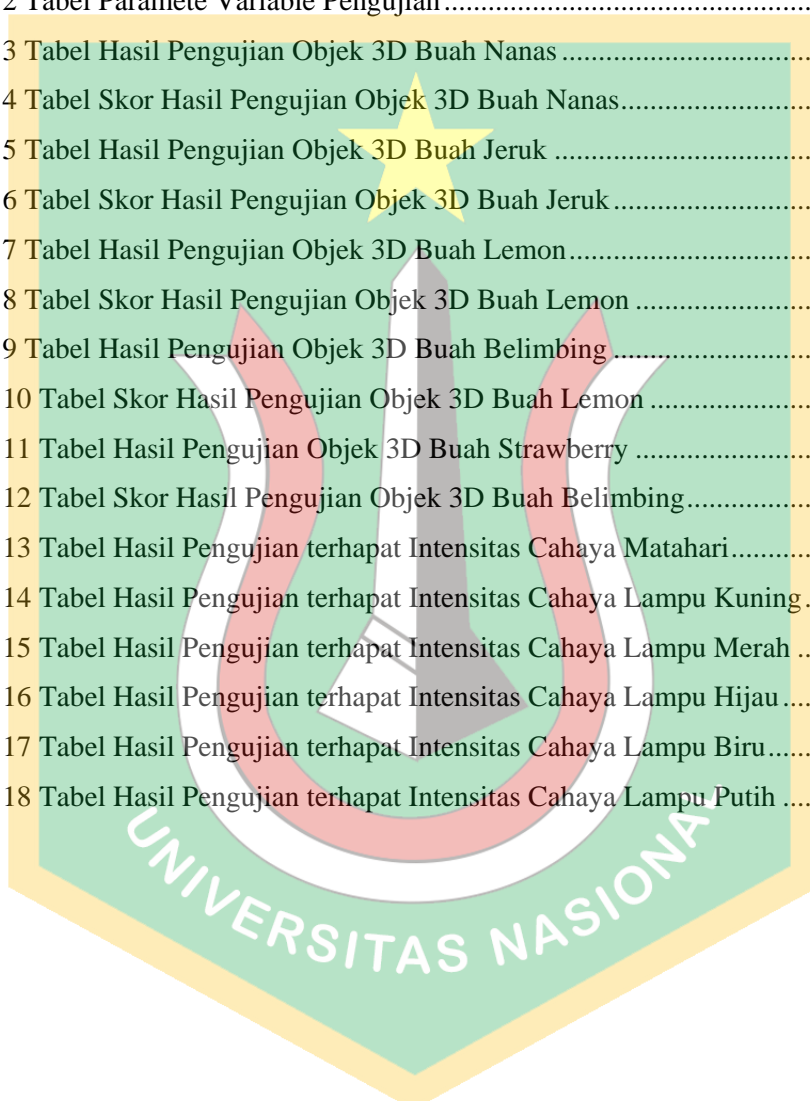 2 Tabel Paramete Variable Pengujian................................................
3 Tabel Hasil Pengujian Objek 3D Buah Nanas................................
4 Tabel Skor Hasil Pengujian Objek 3D Buah Nanas........................
5 Tabel Hasil Pengujian Objek 3D Buah Jeruk.................................
6 Tabel Skor Hasil Pengujian Objek 3D Buah Jeruk.........................
7 Tabel Hasil Pengujian Objek 3D Buah Lemon...............................
8 Tabel Skor Hasil Pengujian Objek 3D Buah Lemon......................
9 Tabel Hasil Pengujian Objek 3D Buah Belimbing.........................
10 Tabel Skor Hasil Pengujian Objek 3D Buah Lemon....................
11 Tabel Hasil Pengujian Objek 3D Buah Strawberry......................
12 Tabel Skor Hasil Pengujian Objek 3D Buah Belimbing................
13 Tabel Hasil Pengujian terhapat Intensitas Cahaya Matahari..........
14 Tabel Hasil Pengujian terhapat Intensitas Cahaya Lampu Kuning.
15 Tabel Hasil Pengujian terhapat Intensitas Cahaya Lampu Merah..
16 Tabel Hasil Pengujian terhapat Intensitas Cahaya Lampu Hijau....
17 Tabel Hasil Pengujian terhapat Intensitas Cahaya Lampu Biru......
18 Tabel Hasil Pengujian terhapat Intensitas Cahaya Lampu Putih....
UNIVERSITAS NASIONAL